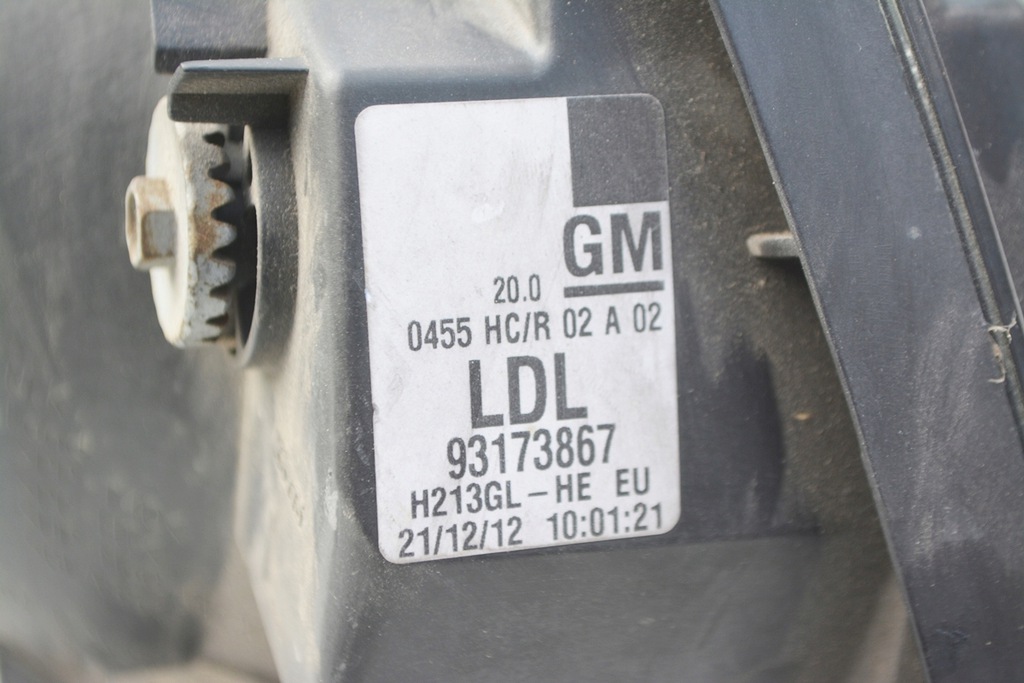 GM
20.0
0455 HC/R 02 A 02
LDL
93173867
H213GL-HE EU
21/12/12 10:01:21